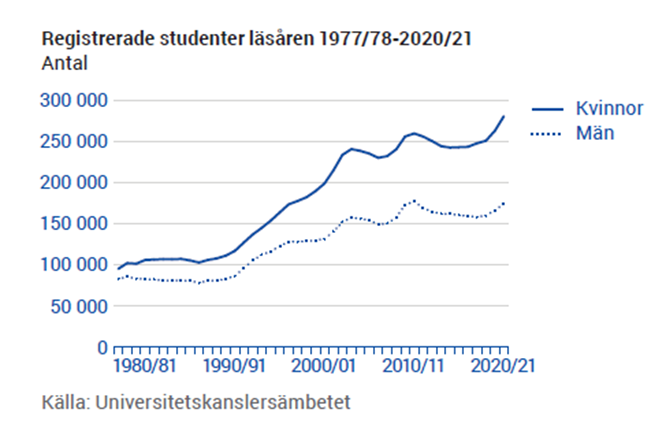 Registrerade studenter läsåren 1977/78-2020/21
Antal
300 000
250 000
200 000
150 000
100 000
50 000
0
1980/81 1990/91 2000/01 2010/11 2020/21
Kvinnor
Män
Källa: Universitetskanslersämbetet